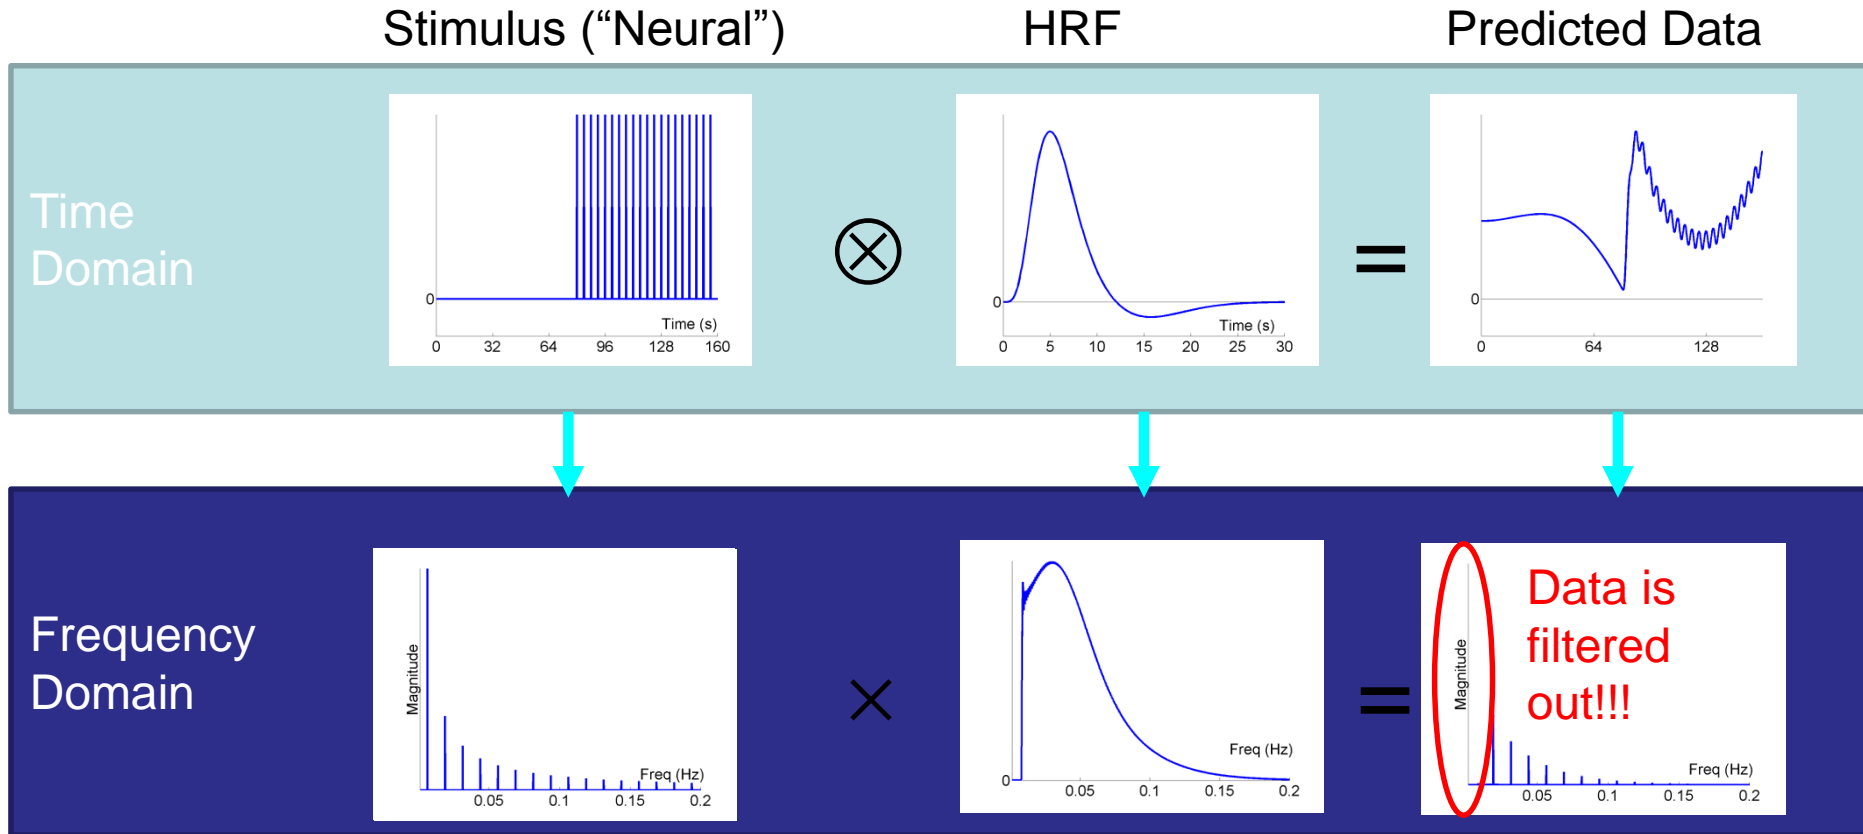 Stimulus (“Neural”)
HRF
Predicted Data
Time
Domain
0
Time (s)
0 32 64 96 128 160
⊗
0
Time (s)
0 5 10 15 20 25 30
=
0
0 64 128
Frequency
Domain
Magnitude
Freq (Hz)
0.05 0.1 0.15 0.2
×
0
Freq (Hz)
0.05 0.1 0.15 0.2
=
Magnitude
Data is
filtered
out!!!
Freq (Hz)
0.05 0.1 0.15 0.2